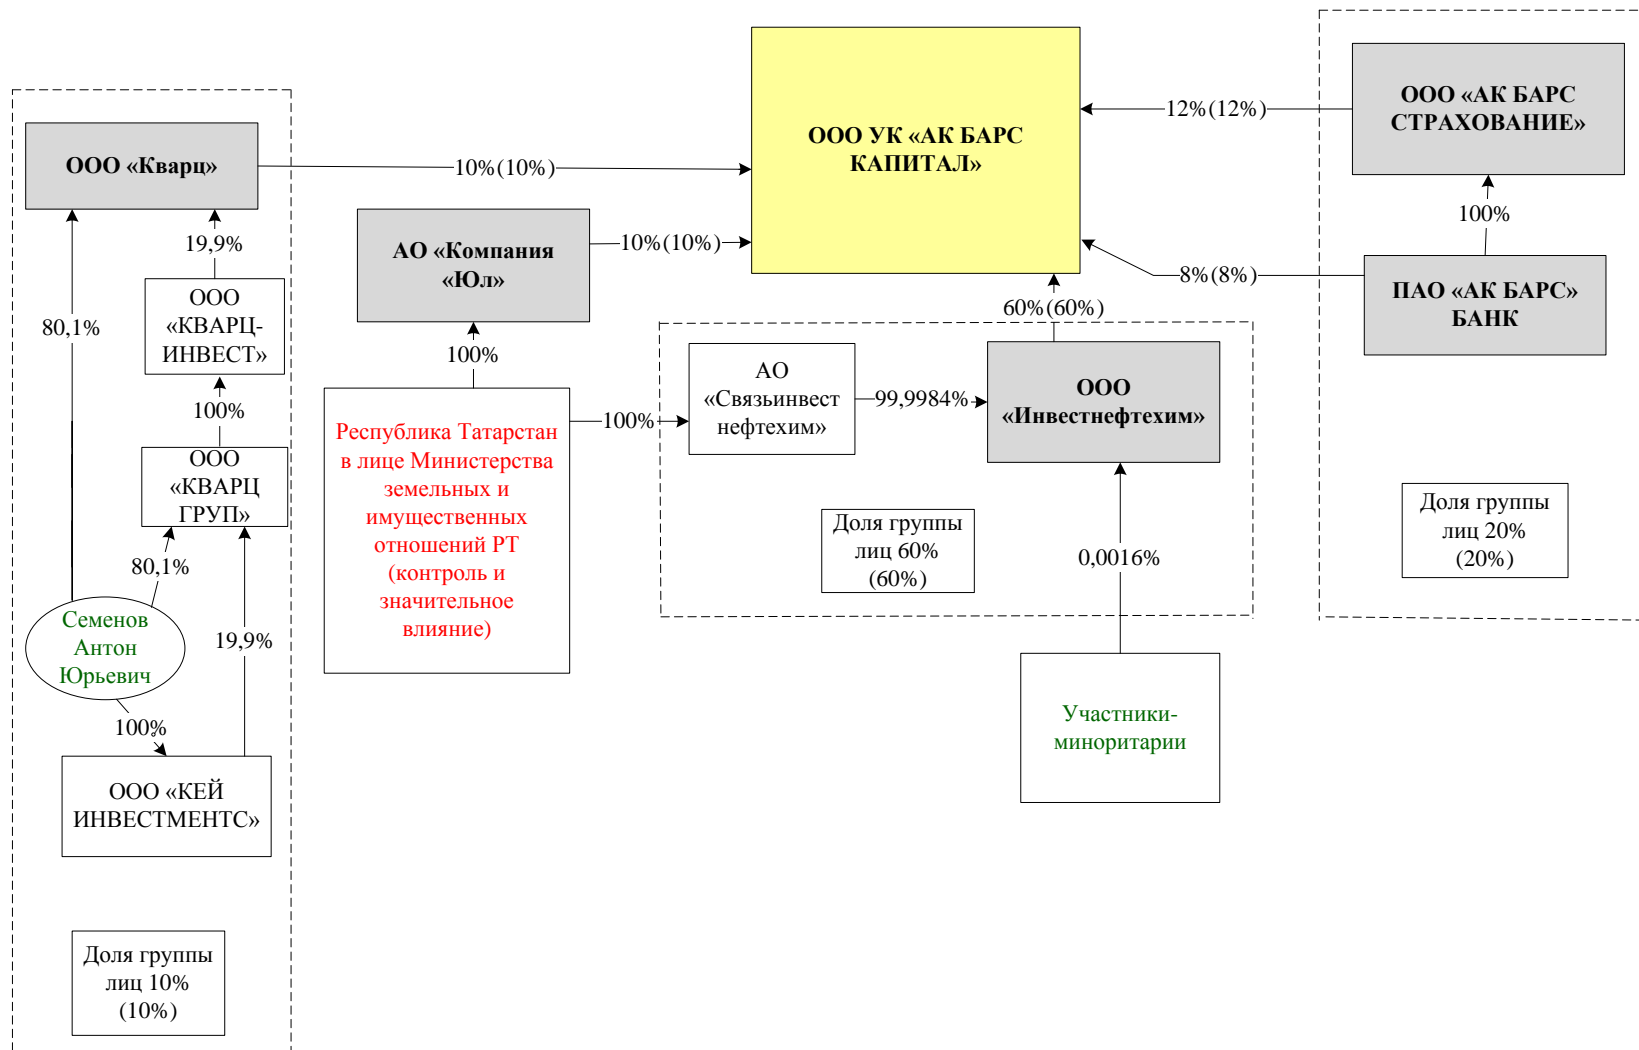 ООО УК «АК БАРС
КАПИТАЛ»
ООО «АК БАРС
СТРАХОВАНИЕ»
12%(12%)
100%
ПАО «АК БАРС»
БАНК
8%(8%)
Доля группы
лиц 20%
(20%)
ООО «Кварц»
10%(10%)
80,1%
19,9%
ООО
«КВАРЦ-
ИНВЕСТ»
100%
ООО
«КВАРЦ
ГРУП»
80,1%
19,9%
Семенов
Антон
Юрьевич
100%
ООО «КЕЙ
ИНВЕСТМЕНТС»
Доля группы
лиц 10%
(10%)
АО «Компания
«Юл»
10%(10%)
100%
Республика Татарстан
в лице Министерства
земельных и
имущественных
отношений РТ
(контроль и
значительное
влияние)
100%
60%(60%)
АО
«Связьинвест
нефтехим»
99,9984%
ООО
«Инвестнефтехим»
Доля группы
лиц 60%
(60%)
0,0016%
Участники-
миноритарии